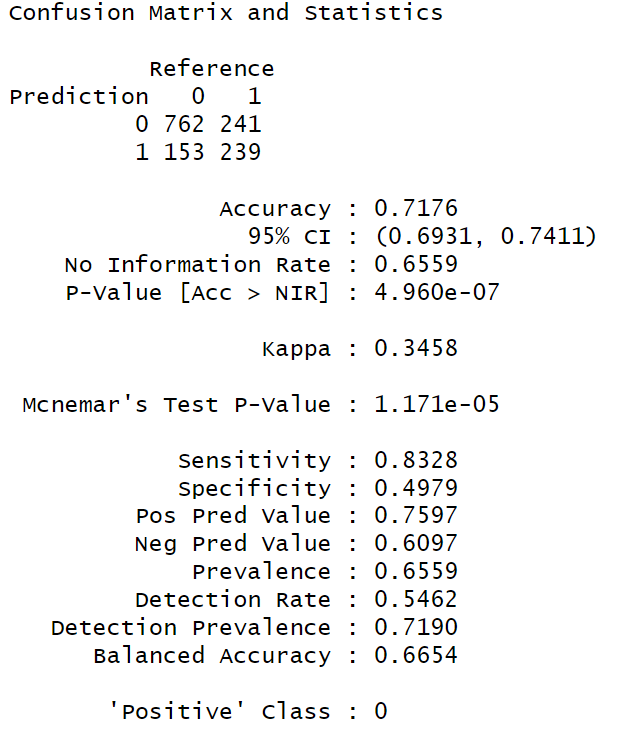 Confusion Matrix and Statistics
Reference
Prediction 0 1
0 762 241
1 153 239
Accuracy : 0.7176
95% CI : (0.6931, 0.7411)
No Information Rate : 0.6559
P-Value [Acc > NIR] : 4.960e-07
Kappa : 0.3458
Mcnemar's Test P-Value : 1.171e-05
Sensitivity : 0.8328
Specificity : 0.4979
Pos Pred Value : 0.7597
Neg Pred Value : 0.6097
Prevalence : 0.6559
Detection Rate : 0.5462
Detection Prevalence : 0.7190
Balanced Accuracy : 0.6654
'Positive' Class : 0